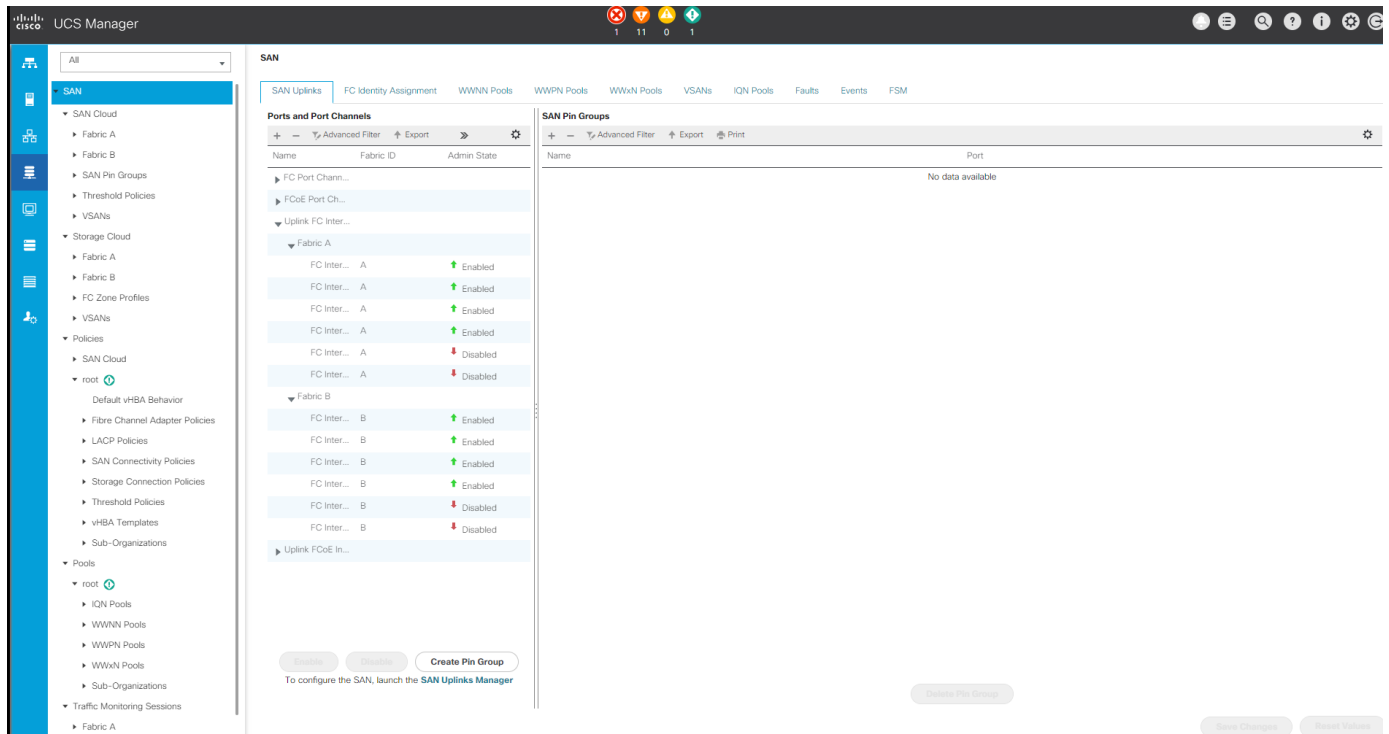 cisco UCS Manager
1 11 0 1
All
SAN
SAN Cloud
Fabric A
Fabric B
SAN Pin Groups
Threshold Policies
VSANs
Storage Cloud
Fabric A
Fabric B
FC Zone Profiles
VSANs
Policies
SAN Cloud
root
Default vHBA Behavior
Fibre Channel Adapter Policies
LACP Policies
SAN Connectivity Policies
Storage Connection Policies
Threshold Policies
vHBA Templates
Sub-Organizations
Pools
root
IQN Pools
WWNN Pools
WWPN Pools
WWxN Pools
Sub-Organizations
Traffic Monitoring Sessions
Fabric A
SAN
SAN Uplinks FC Identity Assignment WWNN Pools WWPN Pools WWxN Pools VSANs IQN Pools Faults Events FSM
Ports and Port Channels
+ − Advanced Filter Export
Name Fabric ID Admin State
FC Port Chann...
FCoE Port Ch...
Uplink FC Inter...
Fabric A
FC Inter... A Enabled
FC Inter... A Enabled
FC Inter... A Enabled
FC Inter... A Enabled
FC Inter... A Disabled
FC Inter... A Disabled
Fabric B
FC Inter... B Enabled
FC Inter... B Enabled
FC Inter... B Enabled
FC Inter... B Enabled
FC Inter... B Disabled
FC Inter... B Disabled
Uplink FCoE In...
Enable Disable Create Pin Group
To configure the SAN, launch the SAN Uplinks Manager
SAN Pin Groups
+ − Advanced Filter Export Print
Name Port
No data available
Delete Pin Group
Save Changes Reset Values